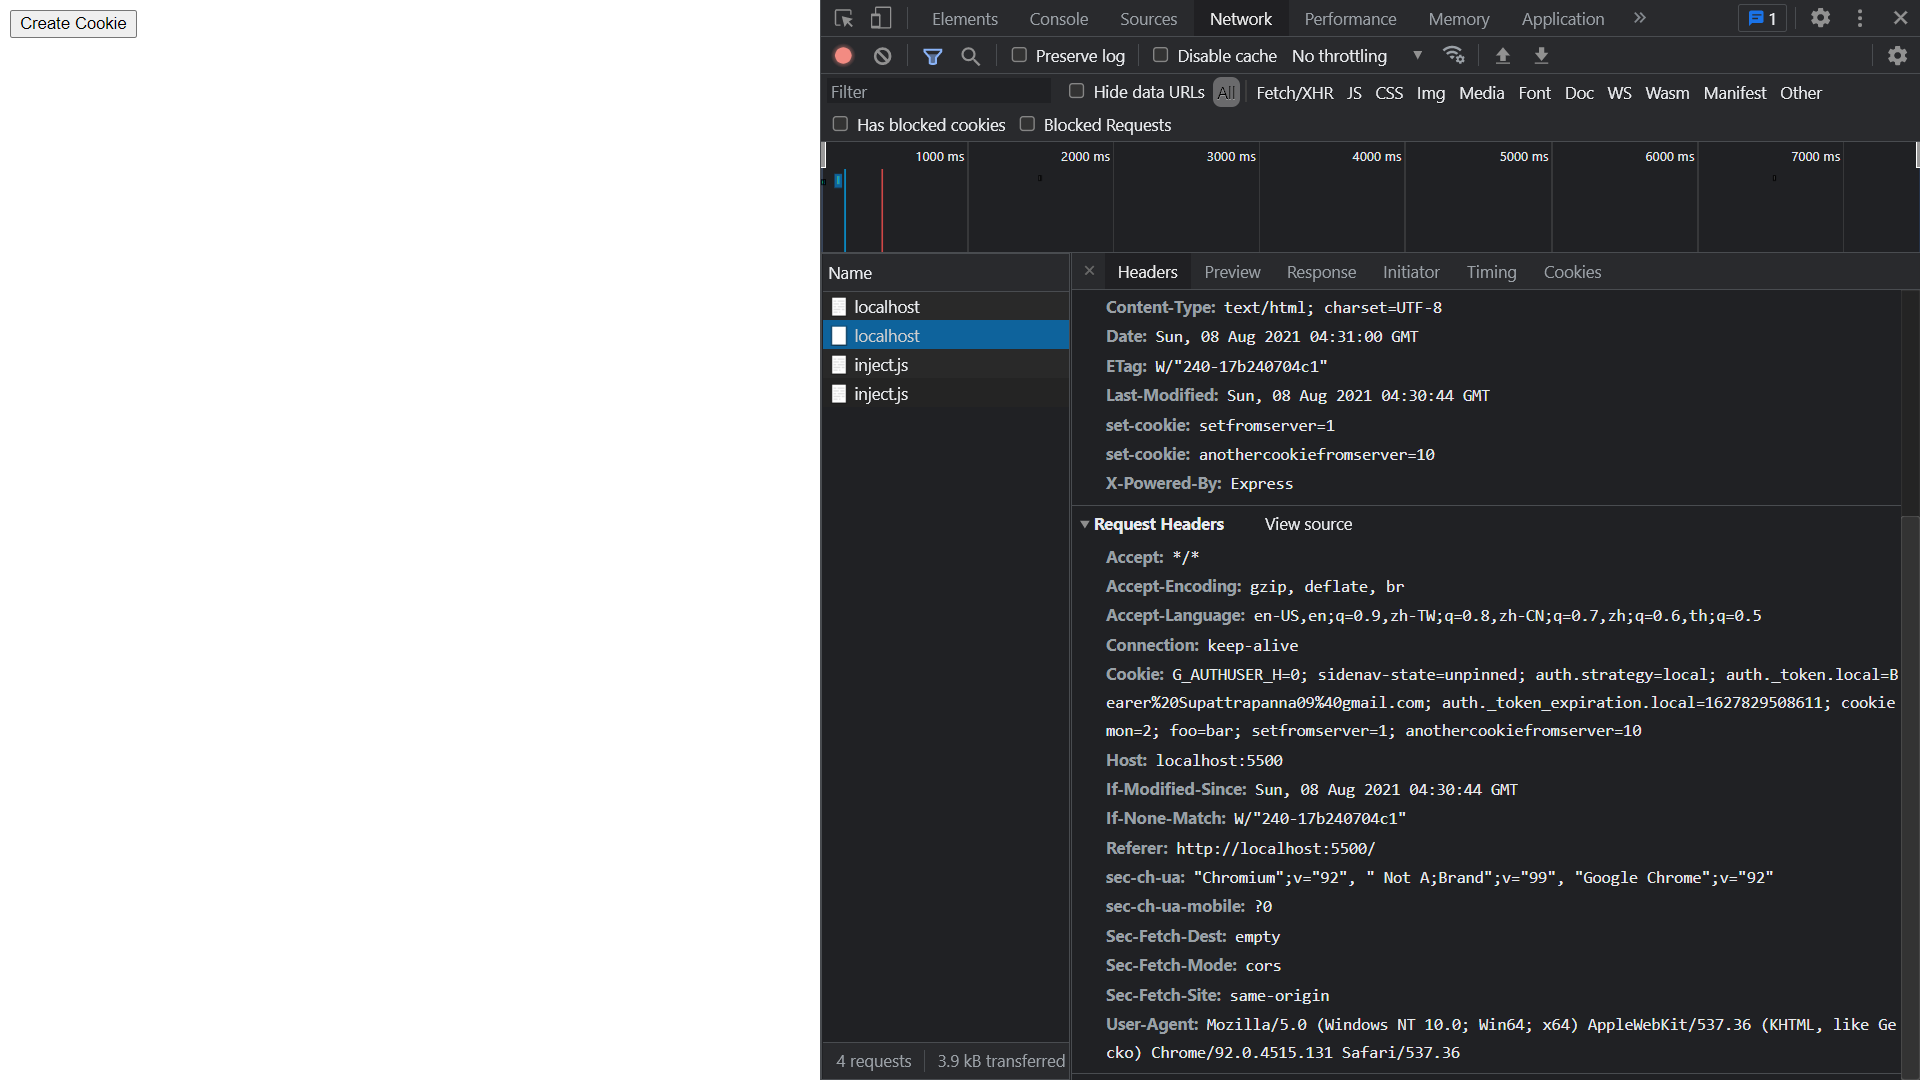 Create Cookie
Elements Console Sources Network Performance Memory Application » 1
Preserve log Disable cache No throttling
Filter Hide data URLs All Fetch/XHR JS CSS Img Media Font Doc WS Wasm Manifest Other
Has blocked cookies Blocked Requests
1000 ms 2000 ms 3000 ms 4000 ms 5000 ms 6000 ms 7000 ms
Name
localhost
localhost
inject.js
inject.js
4 requests 3.9 kB transferred
Headers Preview Response Initiator Timing Cookies
Content-Type: text/html; charset=UTF-8
Date: Sun, 08 Aug 2021 04:31:00 GMT
ETag: W/"240-17b240704c1"
Last-Modified: Sun, 08 Aug 2021 04:30:44 GMT
set-cookie: setfromserver=1
set-cookie: anothercookiefromserver=10
X-Powered-By: Express
Request Headers View source
Accept: */*
Accept-Encoding: gzip, deflate, br
Accept-Language: en-US,en;q=0.9,zh-TW;q=0.8,zh-CN;q=0.7,zh;q=0.6,th;q=0.5
Connection: keep-alive
Cookie: G_AUTHUSER_H=0; sidenav-state=unpinned; auth.strategy=local; auth._token.local=B
earer%20Supattrapanna09%40gmail.com; auth._token_expiration.local=1627829508611; cookie
mon=2; foo=bar; setfromserver=1; anothercookiefromserver=10
Host: localhost:5500
If-Modified-Since: Sun, 08 Aug 2021 04:30:44 GMT
If-None-Match: W/"240-17b240704c1"
Referer: http://localhost:5500/
sec-ch-ua: "Chromium";v="92", " Not A;Brand";v="99", "Google Chrome";v="92"
sec-ch-ua-mobile: ?0
Sec-Fetch-Dest: empty
Sec-Fetch-Mode: cors
Sec-Fetch-Site: same-origin
User-Agent: Mozilla/5.0 (Windows NT 10.0; Win64; x64) AppleWebKit/537.36 (KHTML, like Ge
cko) Chrome/92.0.4515.131 Safari/537.36